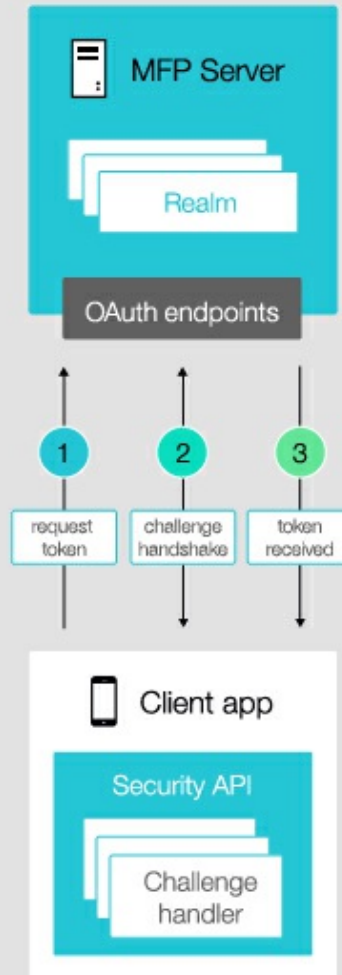 MFP Server
Realm
OAuth endpoints
1
2
3
request
token
challenge
handshake
token
received
Client app
Security API
Challenge
handler